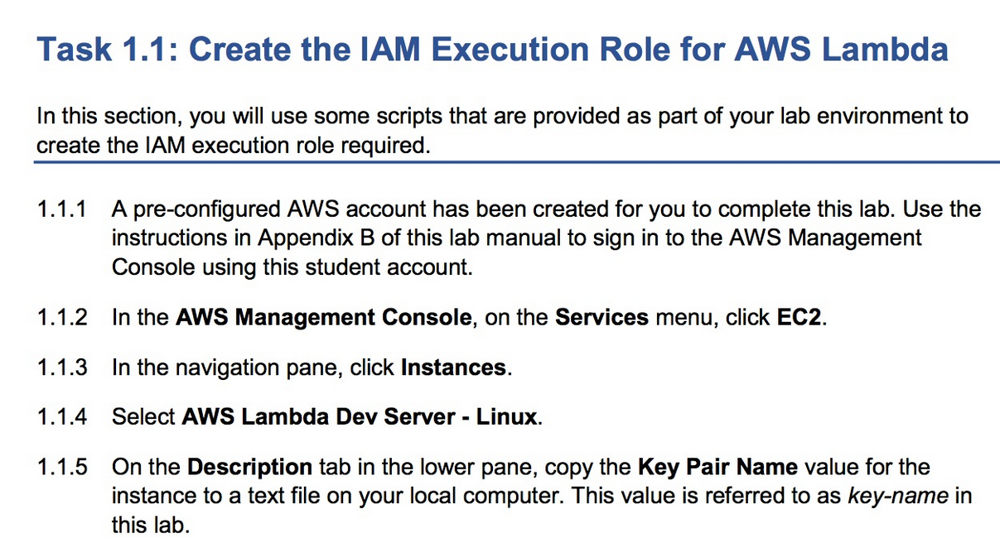 Task 1.1: Create the IAM Execution Role for AWS Lambda
In this section, you will use some scripts that are provided as part of your lab environment to
create the IAM execution role required.
1.1.1 A pre-configured AWS account has been created for you to complete this lab. Use the
instructions in Appendix B of this lab manual to sign in to the AWS Management
Console using this student account.
1.1.2 In the AWS Management Console, on the Services menu, click EC2.
1.1.3 In the navigation pane, click Instances.
1.1.4 Select AWS Lambda Dev Server - Linux.
1.1.5 On the Description tab in the lower pane, copy the Key Pair Name value for the
instance to a text file on your local computer. This value is referred to as key-name in
this lab.